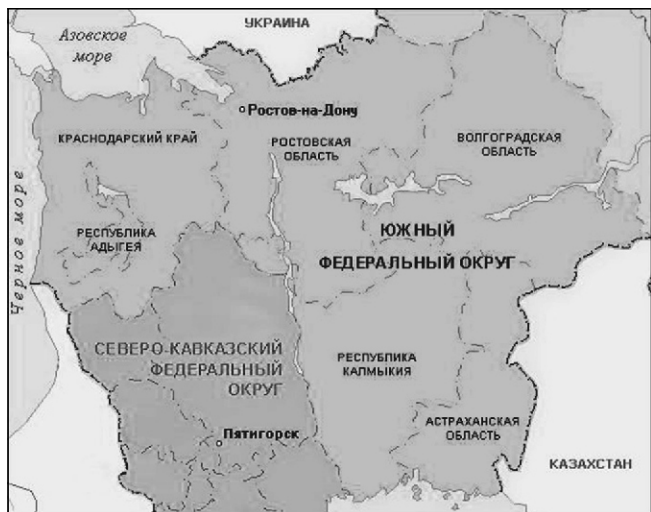 УКРАИНА
Азовское
море
Ростов-на-Дону
КРАСНОДАРСКИЙ КРАЙ
РОСТОВСКАЯ
ОБЛАСТЬ
ВОЛГОГРАДСКАЯ
ОБЛАСТЬ
Черное море
РЕСПУБЛИКА
АДЫГЕЯ
ЮЖНЫЙ
ФЕДЕРАЛЬНЫЙ ОКРУГ
СЕВЕРО-КАВКАЗСКИЙ
ФЕДЕРАЛЬНЫЙ
ОКРУГ
РЕСПУБЛИКА
КАЛМЫКИЯ
АСТРАХАНСКАЯ
ОБЛАСТЬ
Пятигорск
КАЗАХСТАН